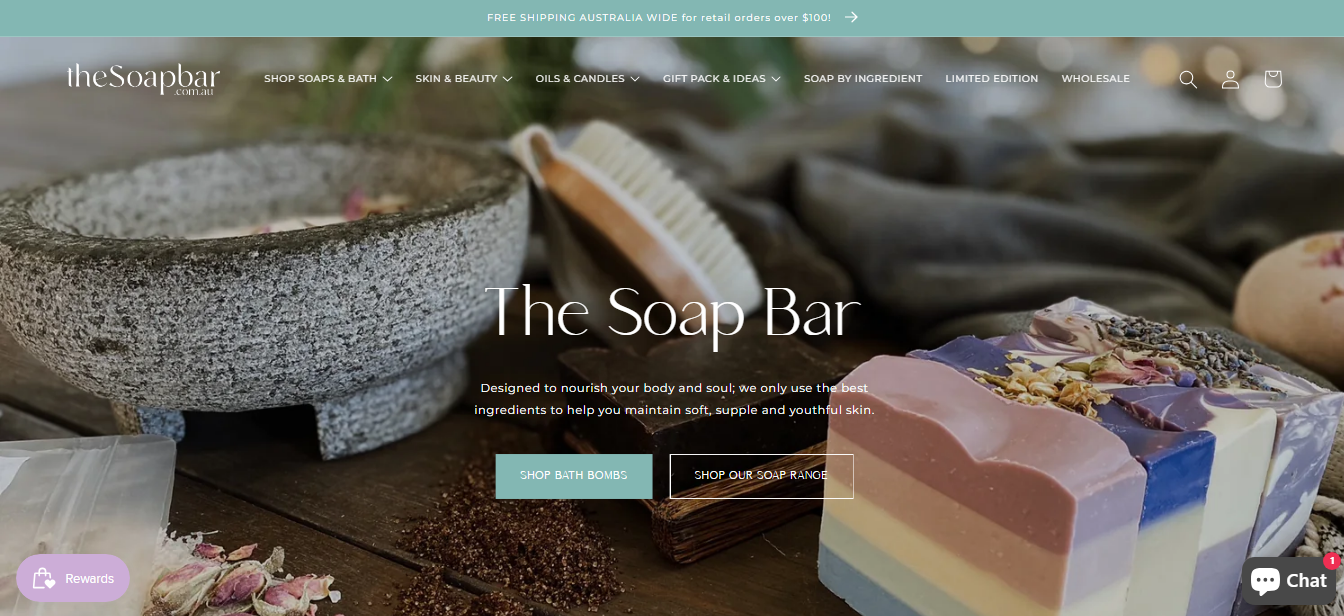 FREE SHIPPING AUSTRALIA WIDE for retail orders over $100!
theSoapbar
.com.au
SHOP SOAPS & BATH
SKIN & BEAUTY
OILS & CANDLES
GIFT PACK & IDEAS
SOAP BY INGREDIENT
LIMITED EDITION
WHOLESALE
The Soap Bar
Designed to nourish your body and soul; we only use the best
ingredients to help you maintain soft, supple and youthful skin.
SHOP BATH BOMBS
SHOP OUR SOAP RANGE
Rewards
1
Chat